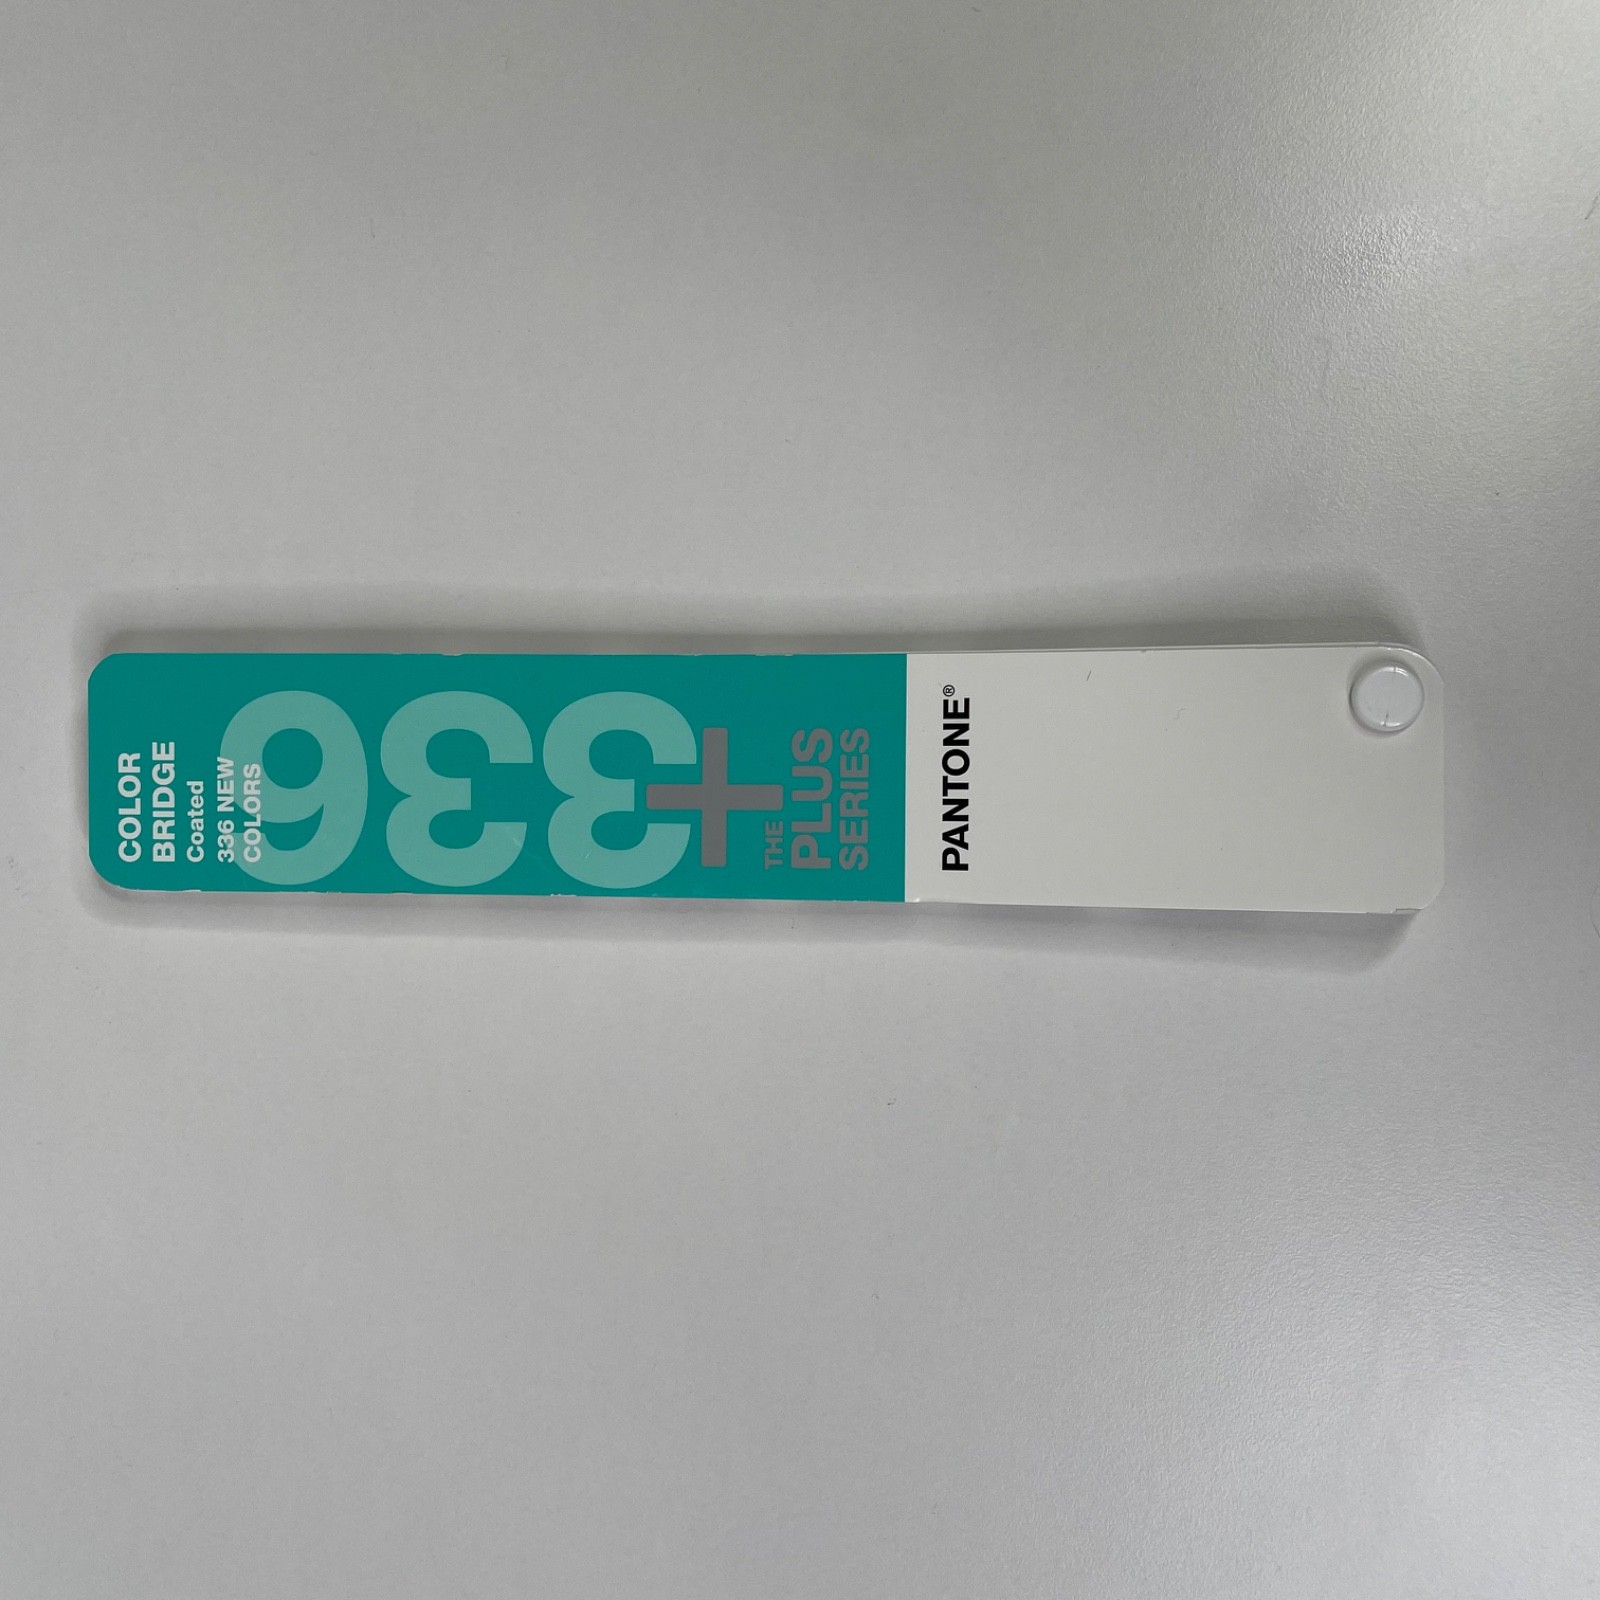 COLOR
BRIDGE
Coated
336 NEW
COLORS
336
+
THE
PLUS
SERIES
PANTONE®